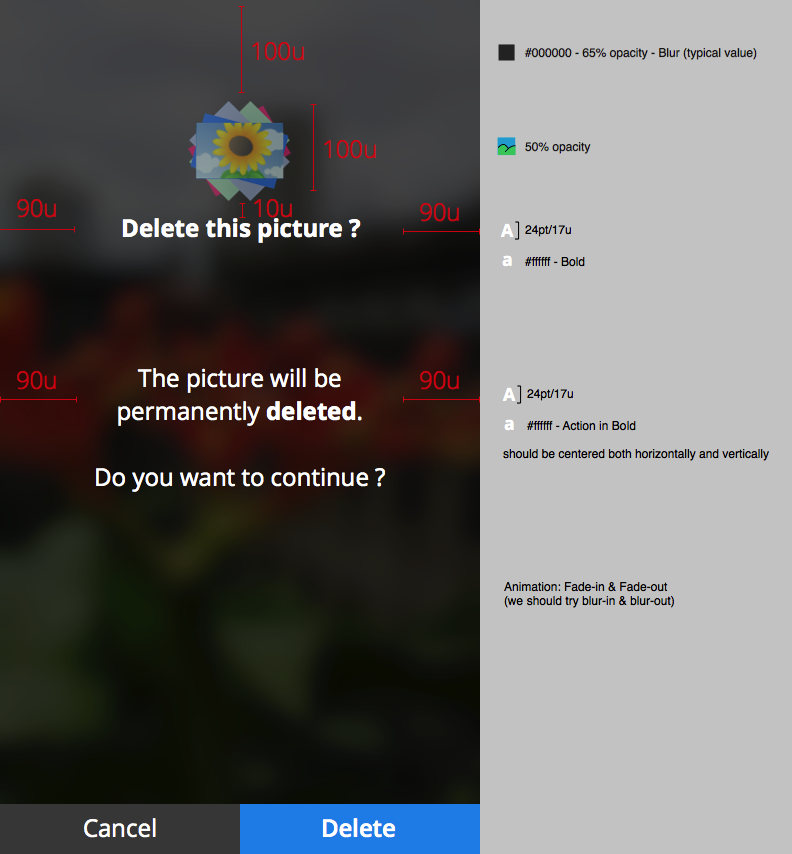 100u
#000000 - 65% opacity - Blur (typical value)
100u
50% opacity
90u
10u
90u
Delete this picture ?
A
24pt/17u
a
#ffffff - Bold
90u
90u
The picture will be
permanently deleted.
Do you want to continue ?
A
24pt/17u
a
#ffffff - Action in Bold
should be centered both horizontally and vertically
Animation: Fade-in & Fade-out
(we should try blur-in & blur-out)
Cancel
Delete